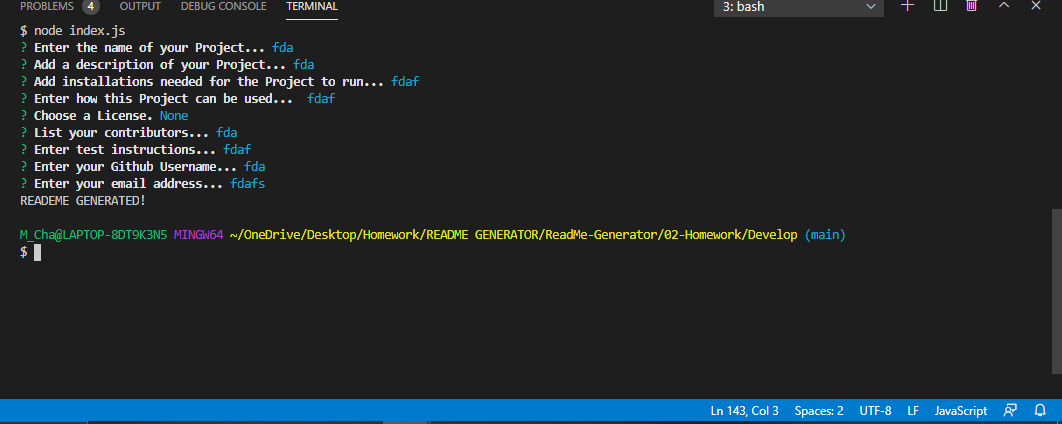 PROBLEMS 4 OUTPUT DEBUG CONSOLE TERMINAL 3: bash
$ node index.js
? Enter the name of your Project... fda
? Add a description of your Project... fda
? Add installations needed for the Project to run... fdaf
? Enter how this Project can be used...  fdaf
? Choose a License. None
? List your contributors... fda
? Enter test instructions... fdaf
? Enter your Github Username... fda
? Enter your email address... fdafs
READEME GENERATED!
M_Cha@LAPTOP-8DT9K3N5 MINGW64 ~/OneDrive/Desktop/Homework/README GENERATOR/ReadMe-Generator/02-Homework/Develop (main)
$
Ln 143, Col 3 Spaces: 2 UTF-8 LF JavaScript